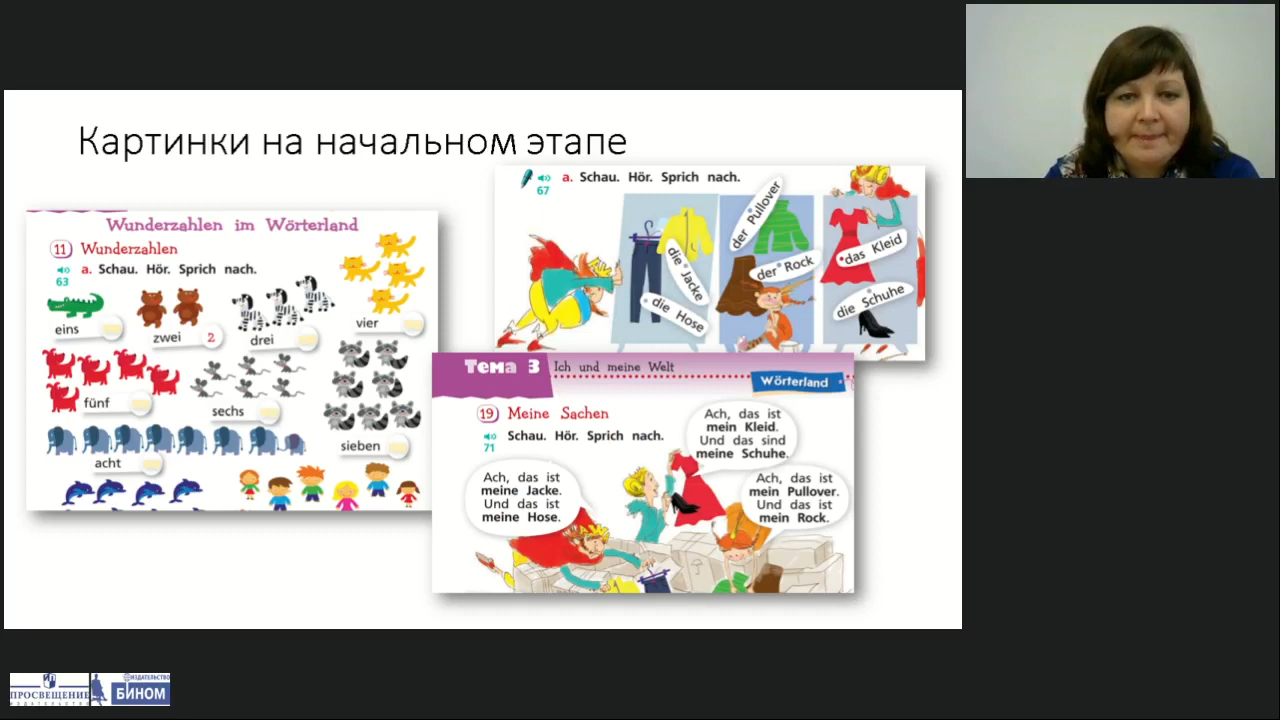 Картинки на начальном этапе
Wunderzahlen im Wörterland
11 Wunderzahlen
63 a. Schau. Hör. Sprich nach.
eins
zwei 2
drei
vier
fünf
sechs
sieben
acht
67 a. Schau. Hör. Sprich nach.
die Jacke
die Hose
der Pullover
der Rock
das Kleid
die Schuhe
Тема 3 Ich und meine Welt
Wörterland
19 Meine Sachen
71 Schau. Hör. Sprich nach.
Ach, das ist
mein Kleid.
Und das sind
meine Schuhe.
Ach, das ist
meine Jacke.
Und das ist
meine Hose.
Ach, das ist
mein Pullover.
Und das ist
mein Rock.
ПРОСВЕЩЕНИЕ
ИЗДАТЕЛЬСТВО
ИЗДАТЕЛЬСТВО
БИНОМ